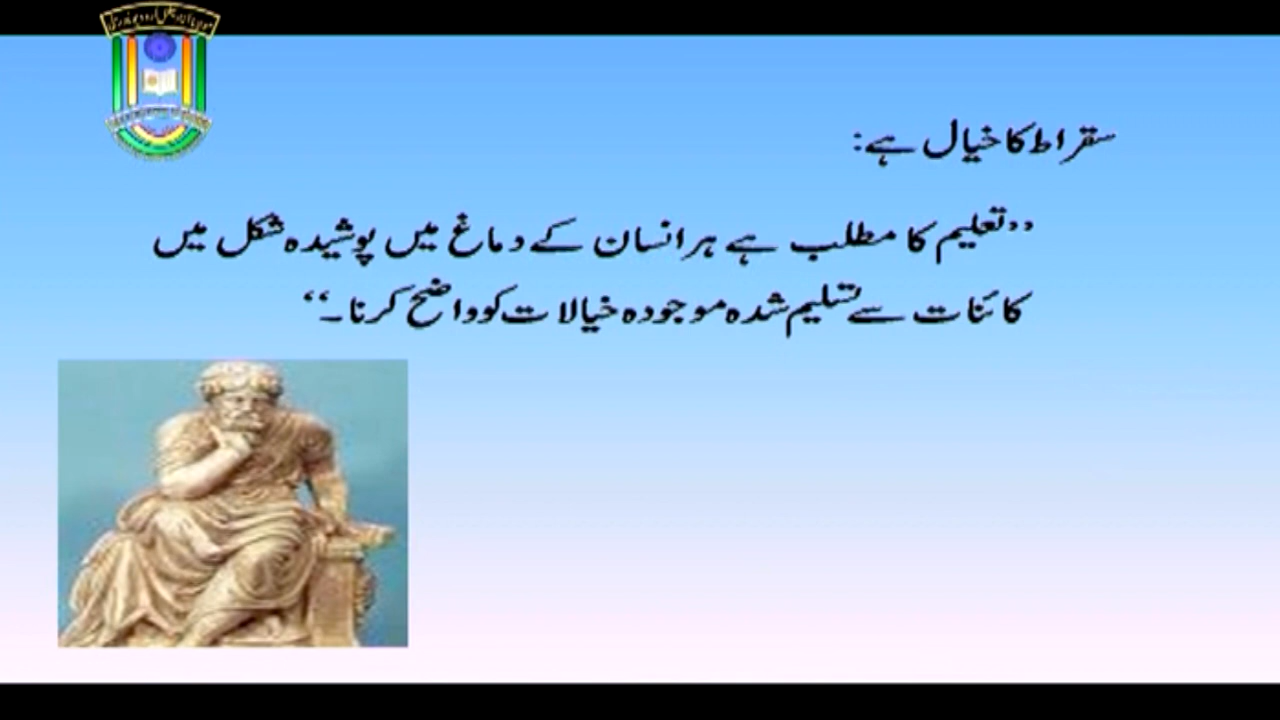 سقراط کا خیال ہے:
’’تعلیم کا مطلب ہے ہر انسان کے دماغ میں پوشیدہ شکل میں
کائنات سے تسلیم شدہ موجودہ خیالات کو واضح کرنا۔‘‘